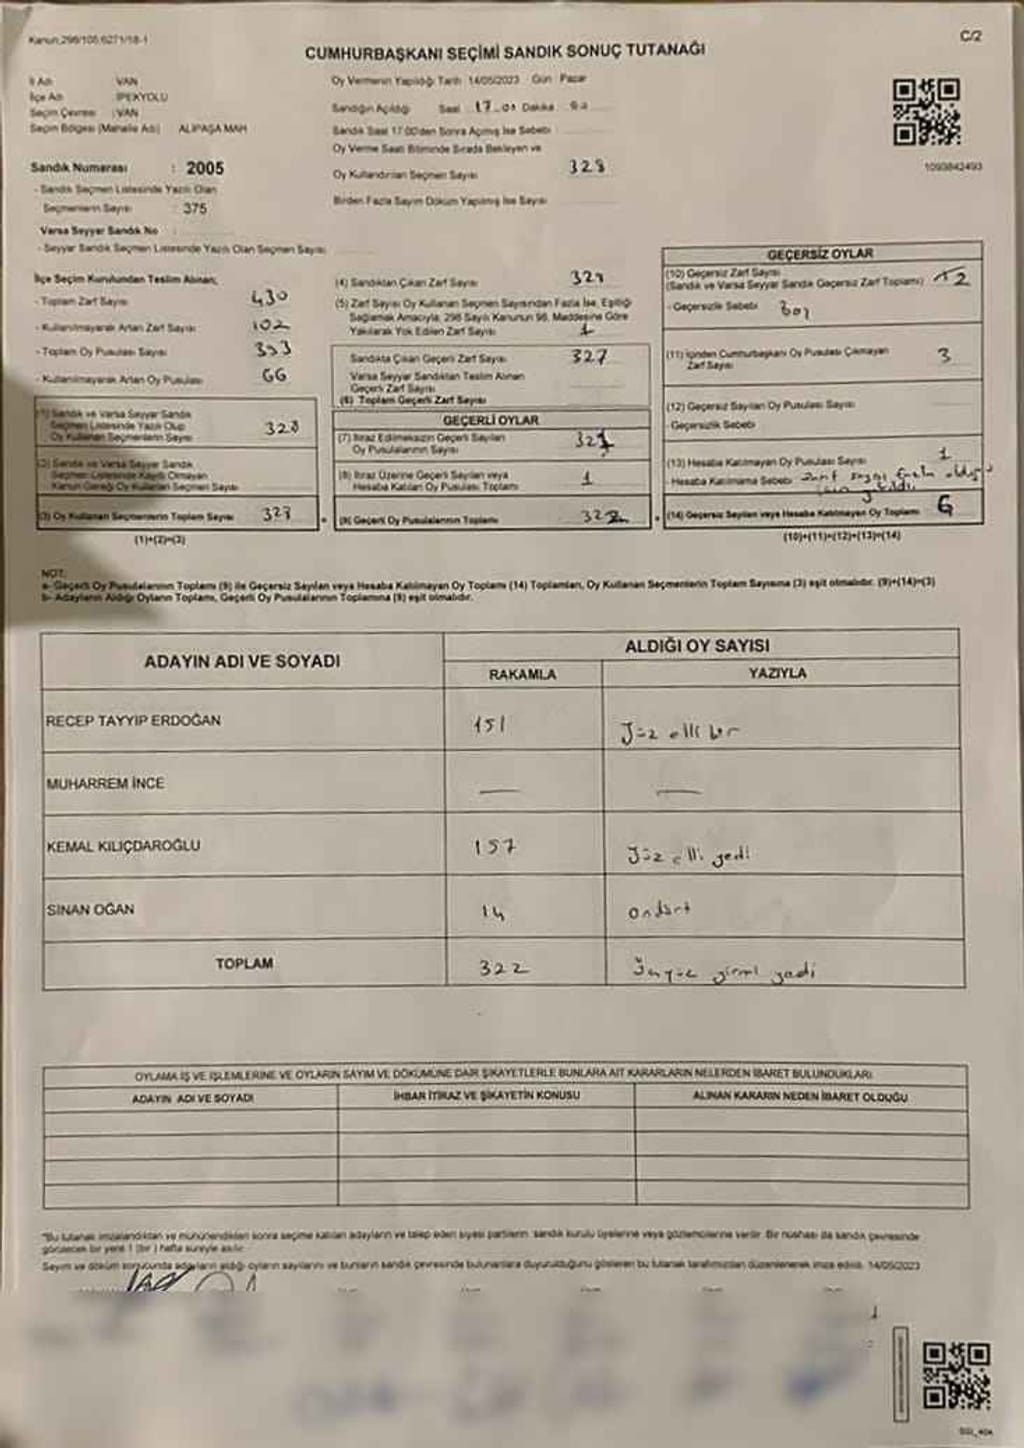 Kanun:298/105;6271/18-1
C/2
CUMHURBAŞKANI SEÇİMİ SANDIK SONUÇ TUTANAĞI
İl Adı VAN
İlçe Adı İPEKYOLU
Seçim Çevresi : VAN
Seçim Bölgesi (Mahalle Adı) ALİPAŞA MAH
Oy Vermenin Yapıldığı Tarih 14/05/2023 Gün : Pazar
Sandığın Açıldığı Saat 17.01 Dakika
Sandık Saat 17:00'den Sonra Açılmış İse Sebebi
Oy Verme Saati Bitiminde Sırada Bekleyen ve
Oy Kullandırılan Seçmen Sayısı 328
Birden Fazla Sayım Döküm Yapılmış İse Sayısı
1093842493
Sandık Numarası : 2005
- Sandık Seçmen Listesinde Yazılı Olan
Seçmenlerin Sayısı : 375
Varsa Seyyar Sandık No
- Seyyar Sandık Seçmen Listesinde Yazılı Olan Seçmen Sayısı
İlçe Seçim Kurulundan Teslim Alınan;
- Toplam Zarf Sayısı 430
- Kullanılmayarak Artan Zarf Sayısı 102
- Toplam Oy Pusulası Sayısı 393
- Kullanılmayarak Artan Oy Pusulası 66
(1) Sandık ve Varsa Seyyar Sandık
Seçmen Listesinde Yazılı Olup
Oy Kullanan Seçmenlerin Sayısı 328
(2) Sandık ve Varsa Seyyar Sandık
Seçmen Listesinde Kayıtlı Olmayan
Kanun Gereği Oy Kullanan Seçmen Sayısı
(3) Oy Kullanan Seçmenlerin Toplam Sayısı 328
(1)+(2)=(3)
(4) Sandıktan Çıkan Zarf Sayısı 328
(5) Zarf Sayısı Oy Kullanan Seçmen Sayısından Fazla İse, Eşitliği
Sağlamak Amacıyla, 298 Sayılı Kanunun 98. Maddesine Göre
Yakılarak Yok Edilen Zarf Sayısı 1
Sandıkta Çıkan Geçerli Zarf Sayısı 327
Varsa Seyyar Sandıktan Teslim Alınan
Geçerli Zarf Sayısı
(6) Toplam Geçerli Zarf Sayısı
GEÇERLİ OYLAR
(7) İtiraz Edilmeksizin Geçerli Sayılan
Oy Pusulalarının Sayısı 321
(8) İtiraz Üzerine Geçerli Sayılan veya
Hesaba Katılan Oy Pusulası Toplamı 1
(9) Geçerli Oy Pusulalarının Toplamı 322
GEÇERSİZ OYLAR
(10) Geçersiz Zarf Sayısı
(Sandık ve Varsa Seyyar Sandık Geçersiz Zarf Toplamı) 2
- Geçersizlik Sebebi boş
(11) İçinden Cumhurbaşkanı Oy Pusulası Çıkmayan
Zarf Sayısı 3
(12) Geçersiz Sayılan Oy Pusulası Sayısı
- Geçersizlik Sebebi
(13) Hesaba Katılmayan Oy Pusulası Sayısı 1
- Hesaba Katılmama Sebebi zarf sayısı fazla olduğu
için yakıldı.
(14) Geçersiz Sayılan veya Hesaba Katılmayan Oy Toplamı 6
(10)+(11)+(12)+(13)=(14)
NOT:
a- Geçerli Oy Pusulalarının Toplamı (9) ile Geçersiz Sayılan veya Hesaba Katılmayan Oy Toplamı (14) Toplamları, Oy Kullanan Seçmenlerin Toplam Sayısına (3) eşit olmalıdır. (9)+(14)=(3)
b- Adayların Aldığı Oyların Toplamı, Geçerli Oy Pusulalarının Toplamına (9) eşit olmalıdır.
ADAYIN ADI VE SOYADI
ALDIĞI OY SAYISI
RAKAMLA YAZIYLA
RECEP TAYYİP ERDOĞAN 151 Yüz elli bir
MUHARREM İNCE — —
KEMAL KILIÇDAROĞLU 157 Yüz elli yedi
SİNAN OĞAN 14 ondört
TOPLAM 322 Üçyüz yirmi yedi
OYLAMA İŞ VE İŞLEMLERİNE VE OYLARIN SAYIM VE DÖKÜMÜNE DAİR ŞİKAYETLERLE BUNLARA AİT KARARLARIN NELERDEN İBARET BULUNDUKLARI
ADAYIN ADI VE SOYADI İHBAR İTİRAZ VE ŞİKAYETİN KONUSU ALINAN KARARIN NEDEN İBARET OLDUĞU
"Bu tutanak imzalandıktan ve mühürlendikten sonra seçime katılan adayların ve talep eden siyasi partilerin sandık kurulu üyelerine veya gözlemcilerine verilir. Bir nüshası da sandık çevresinde
görülecek bir yere 1 (bir) hafta süreyle asılır.
Sayım ve döküm sonucunda adayların aldığı oyların sayılarını ve bunların sandık çevresinde bulunanlara duyurulduğunu gösteren bu tutanak tarafımızdan düzenlenerek imza edildi. 14/05/2023